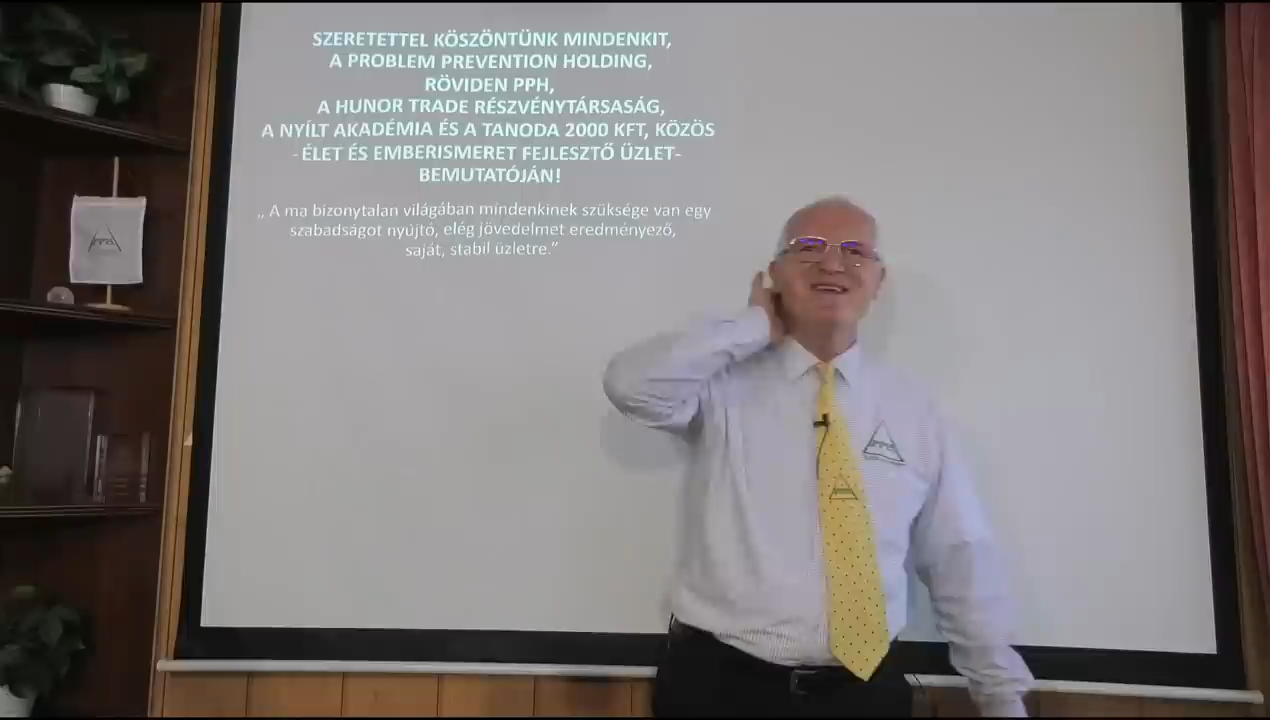 SZERETETTEL KÖSZÖNTÜNK MINDENKIT,
A PROBLEM PREVENTION HOLDING,
RÖVIDEN PPH,
A HUNOR TRADE RÉSZVÉNYTÁRSASÁG,
A NYÍLT AKADÉMIA ÉS A TANODA 2000 KFT, KÖZÖS
- ÉLET ÉS EMBERISMERET FEJLESZTŐ ÜZLET-
BEMUTATÓJÁN!
„ A ma bizonytalan világában mindenkinek szüksége van egy
szabadságot nyújtó, elég jövedelmet eredményező,
saját, stabil üzletre.”